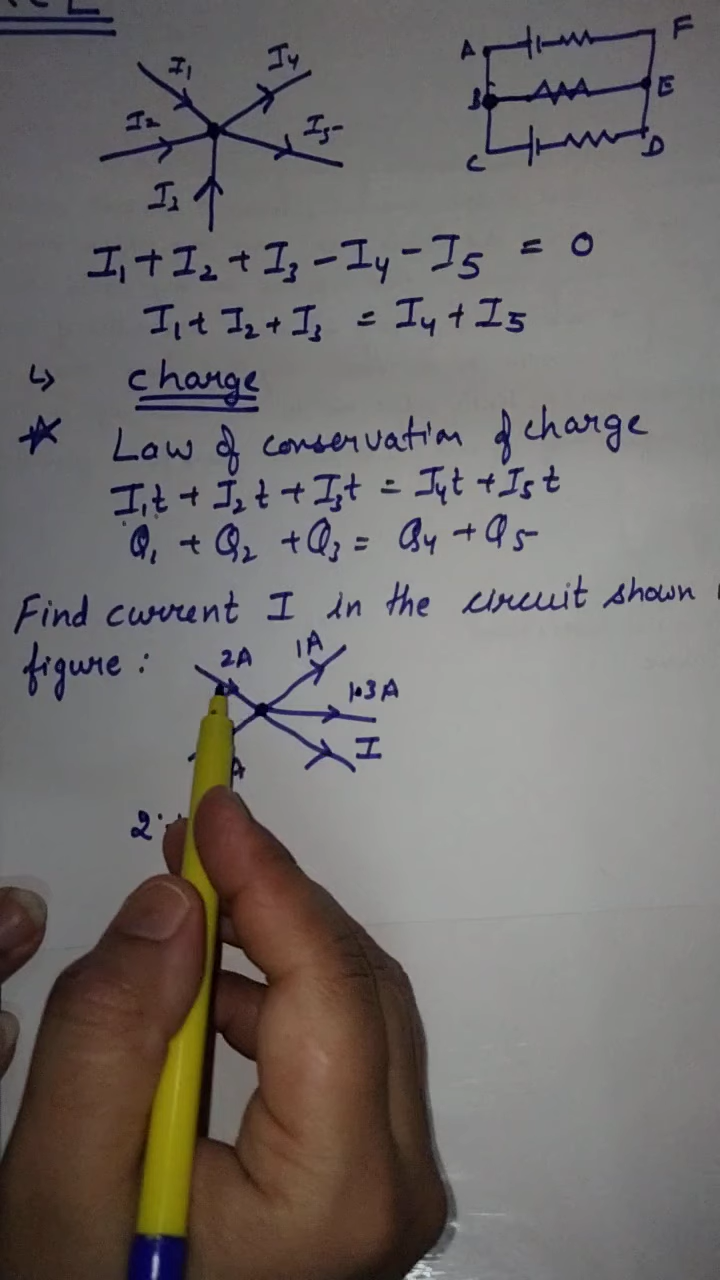 I1 I4
A F
I2 B E
I5
C D
I3
I1 + I2 + I3 - I4 - I5 = 0
I1 + I2 + I3 = I4 + I5
↳ charge
Law of conservation of charge
I1t + I2t + I3t = I4t + I5t
Q1 + Q2 + Q3 = Q4 + Q5
Find current I in the circuit shown
figure : 2A 1A
1.3A
I
A
2